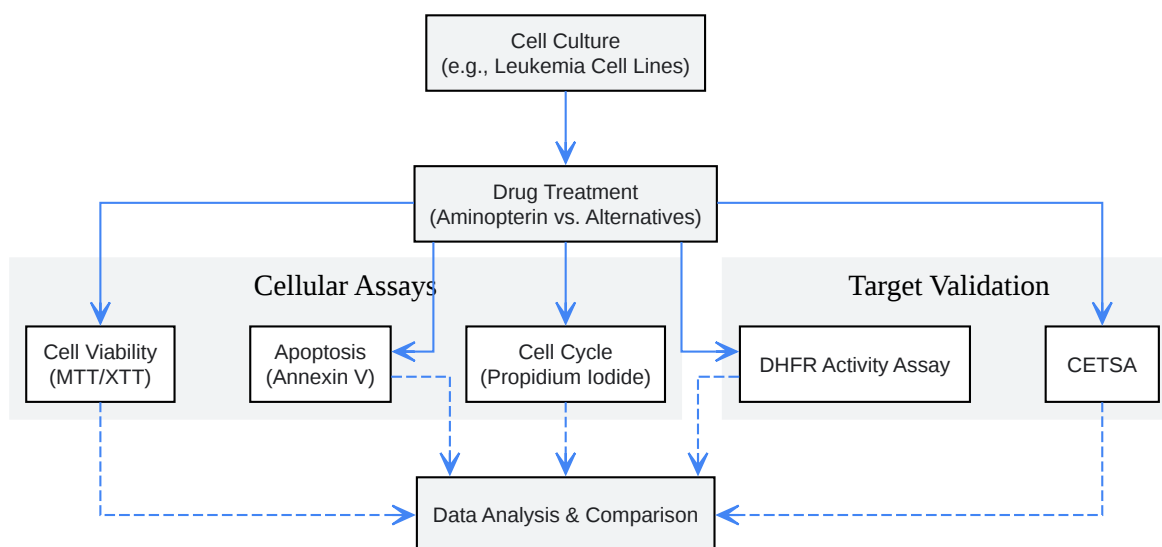 Cell Culture
(e.g., Leukemia Cell Lines)
Drug Treatment
(Aminopterin vs. Alternatives)
Cellular Assays
Target Validation
Cell Viability
(MTT/XTT)
Apoptosis
(Annexin V)
Cell Cycle
(Propidium Iodide)
DHFR Activity Assay
CETSA
Data Analysis & Comparison